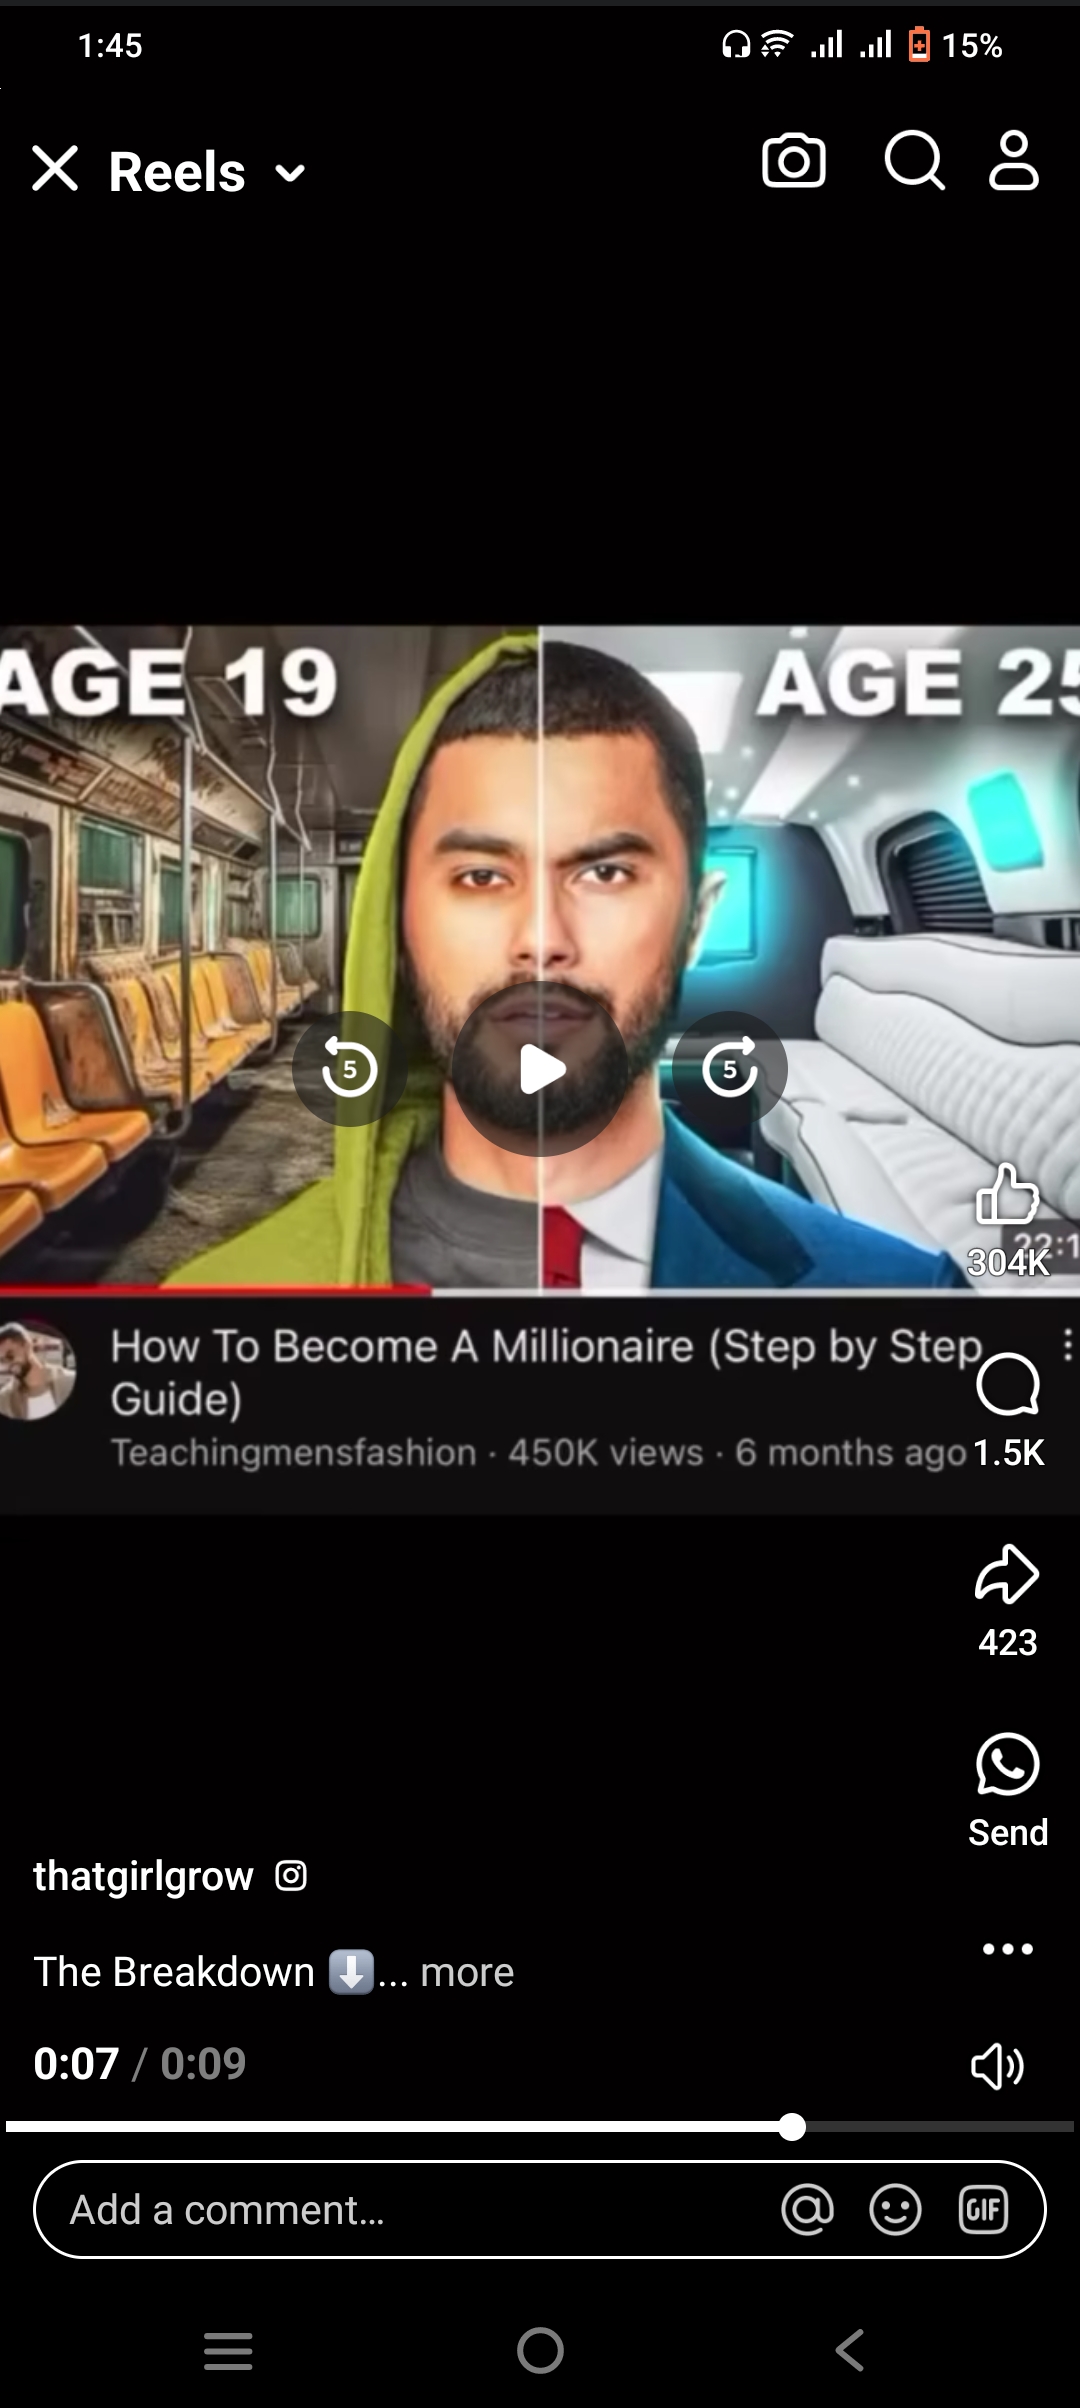 1:45
15%
Reels
AGE 19
AGE 25
5
5
304K
How To Become A Millionaire (Step by Step
Guide)
Teachingmensfashion · 450K views · 6 months ago
1.5K
423
Send
thatgirlgrow
The Breakdown ⬇️... more
0:07 / 0:09
Add a comment...
GIF